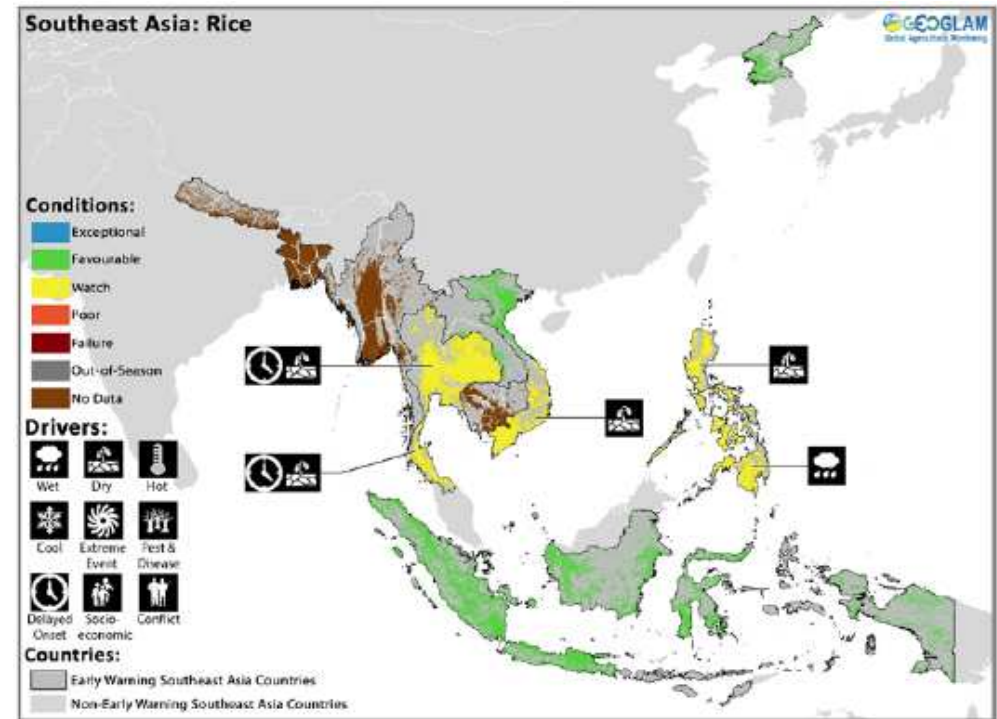 Southeast Asia: Rice
GEOGLAM
Global Agricultural Monitoring
Conditions:
Exceptional
Favourable
Watch
Poor
Failure
Out-of-Season
No Data
Drivers:
Wet Dry Hot
Cool Extreme Event Pest & Disease
Delayed Onset Socio-economic Conflict
Countries:
Early Warning Southeast Asia Countries
Non-Early Warning Southeast Asia Countries